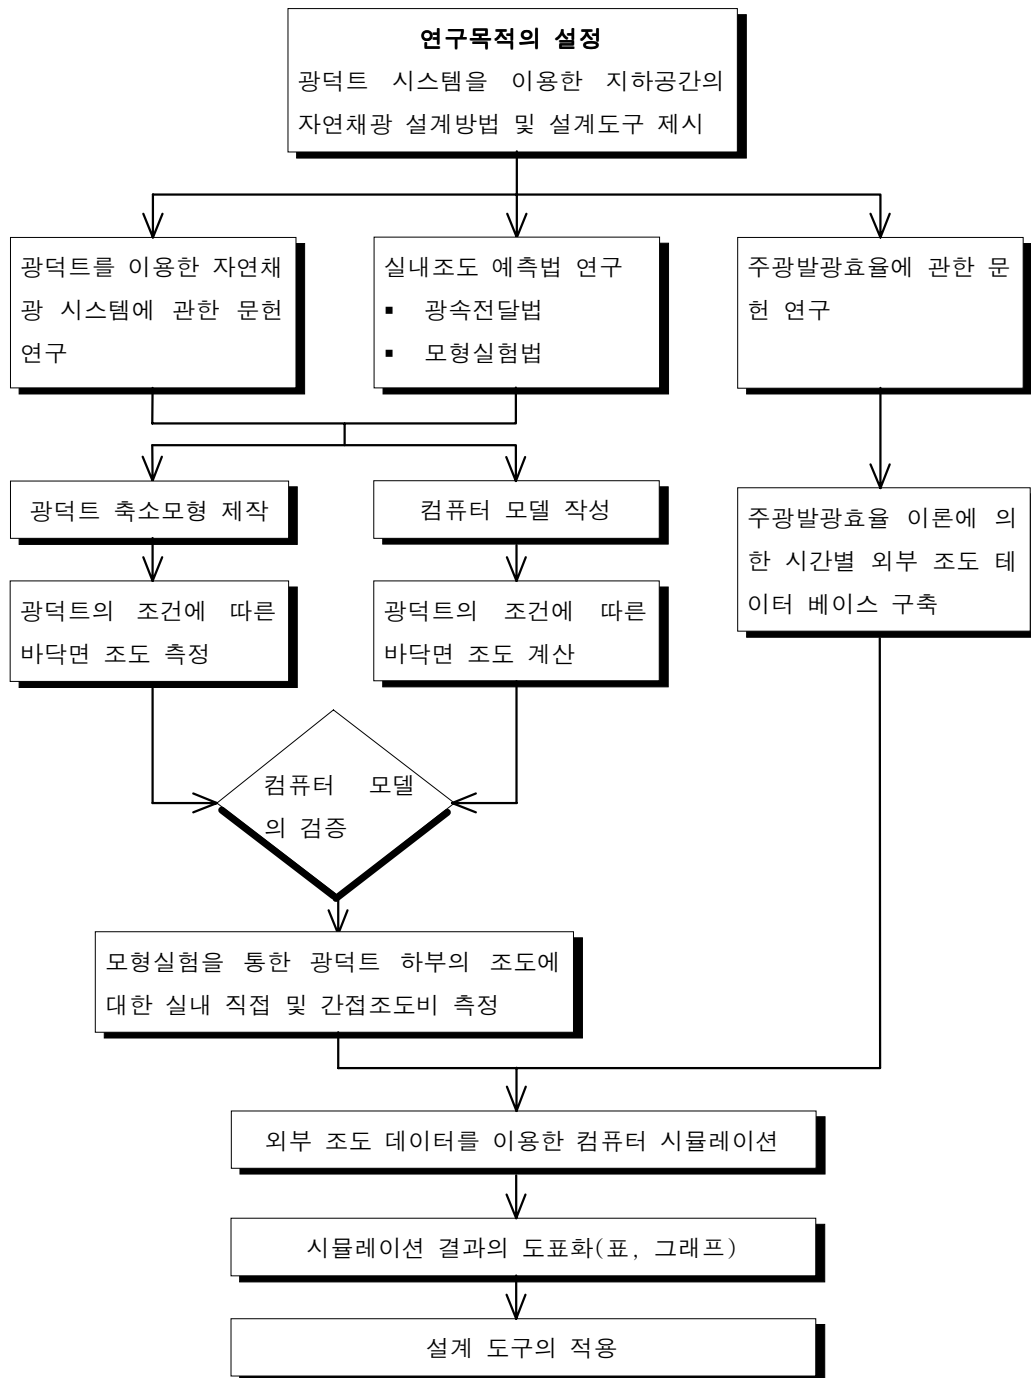 연구목적의 설정
광덕트 시스템을 이용한 지하공간의
자연채광 설계방법 및 설계도구 제시
광덕트를 이용한 자연채
광 시스템에 관한 문헌
연구
실내조도 예측법 연구
▪ 광속전달법
▪ 모형실험법
주광발광효율에 관한 문
헌 연구
광덕트 축소모형 제작
컴퓨터 모델 작성
주광발광효율 이론에 의
한 시간별 외부 조도 테
이터 베이스 구축
광덕트의 조건에 따른
바닥면 조도 측정
광덕트의 조건에 따른
바닥면 조도 계산
컴퓨터 모델
의 검증
모형실험을 통한 광덕트 하부의 조도에
대한 실내 직접 및 간접조도비 측정
외부 조도 데이터를 이용한 컴퓨터 시뮬레이션
시뮬레이션 결과의 도표화(표, 그래프)
설계 도구의 적용